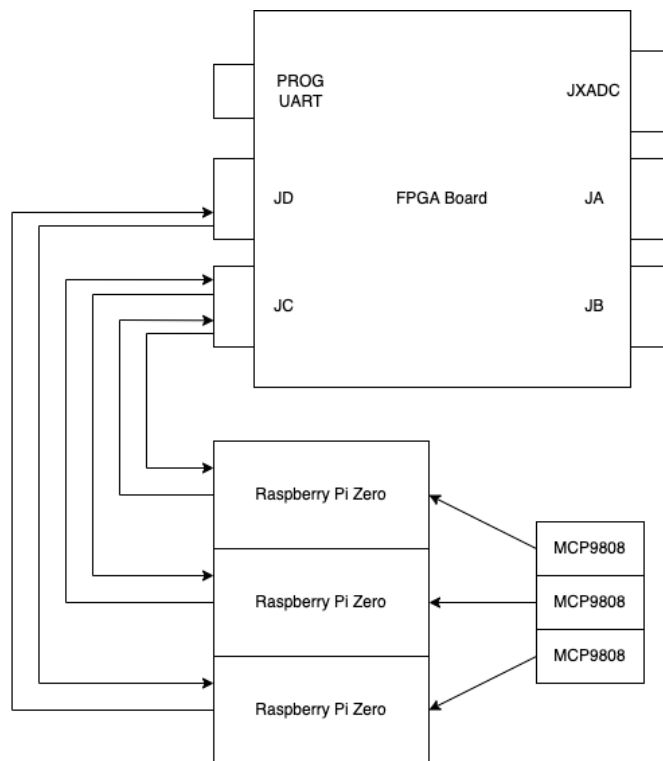 PROG
UART
JXADC
JD
FPGA Board
JA
JC
JB
Raspberry Pi Zero
MCP9808
Raspberry Pi Zero
MCP9808
MCP9808
Raspberry Pi Zero